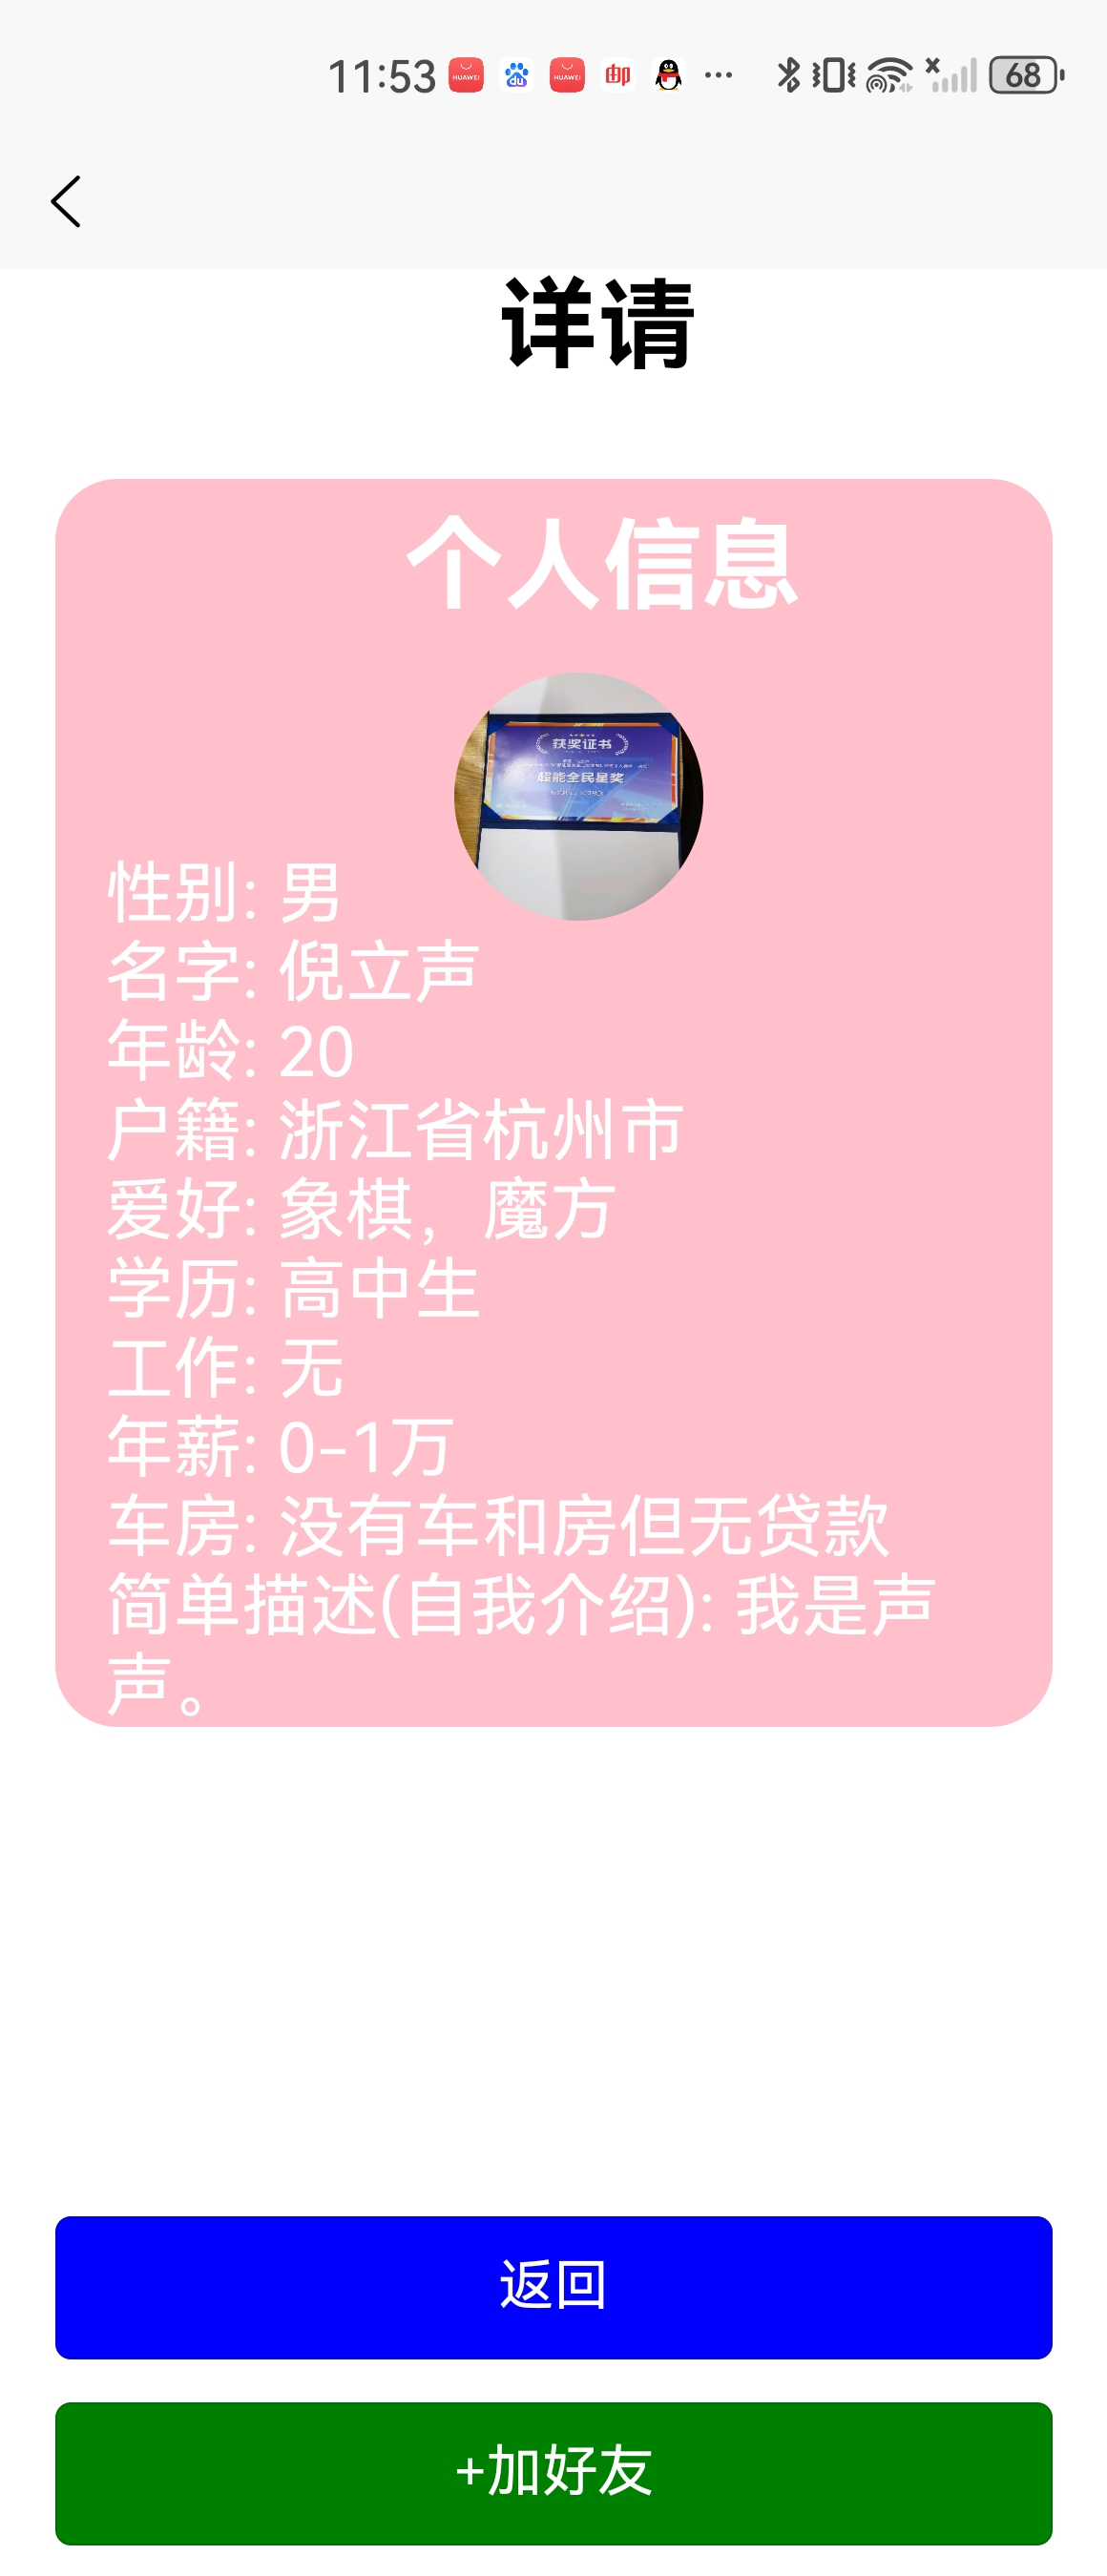 11:53
HUAWEI
du
HUAWEI
邮
68
详请
个人信息
获奖证书
超能全民星奖
性别: 男
名字: 倪立声
年龄: 20
户籍: 浙江省杭州市
爱好: 象棋，魔方
学历: 高中生
工作: 无
年薪: 0-1万
车房: 没有车和房但无贷款
简单描述(自我介绍): 我是声
声。
返回
+加好友